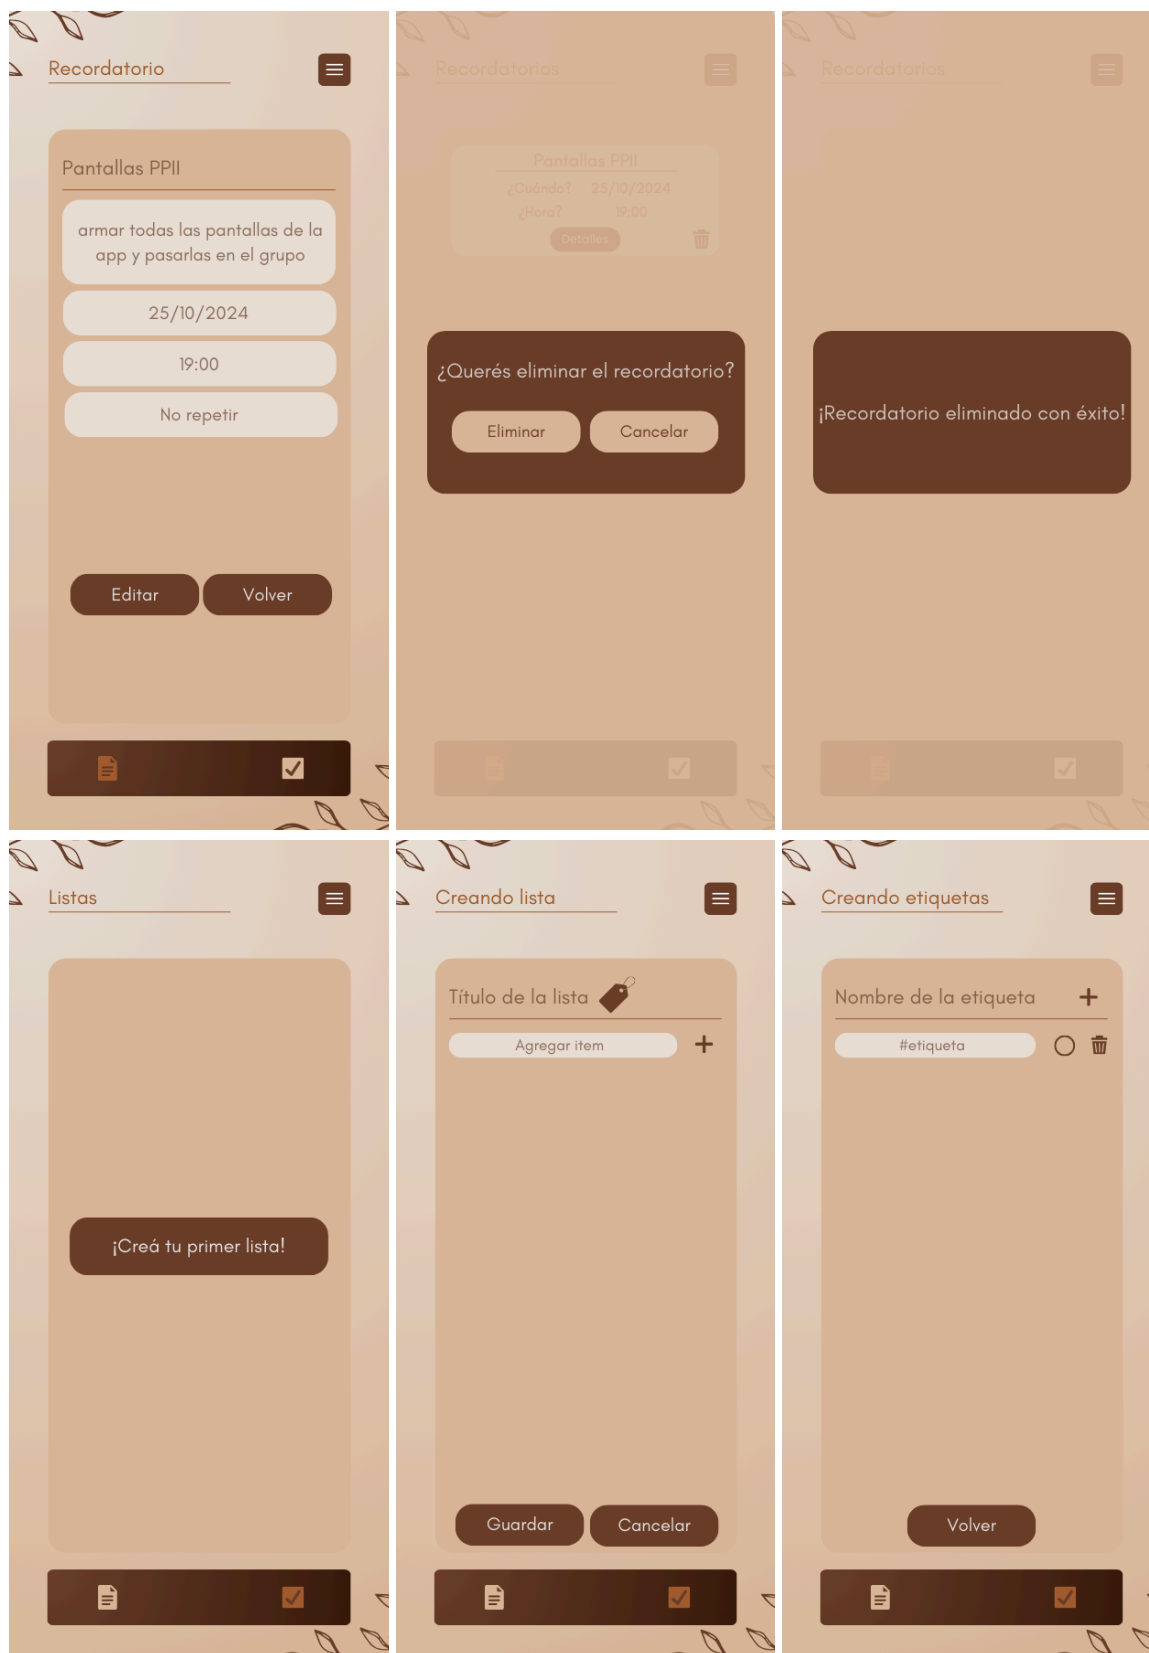 Recordatorio
Pantallas PPII
armar todas las pantallas de la
app y pasarlas en el grupo
25/10/2024
19:00
No repetir
Editar
Volver
Recordatorios
Pantallas PPII
¿Cuándo? 25/10/2024
¿Hora? 19:00
Detalles
¿Querés eliminar el recordatorio?
Eliminar
Cancelar
Recordatorios
¡Recordatorio eliminado con éxito!
Listas
¡Creá tu primer lista!
Creando lista
Título de la lista
Agregar item
Guardar
Cancelar
Creando etiquetas
Nombre de la etiqueta
#etiqueta
Volver